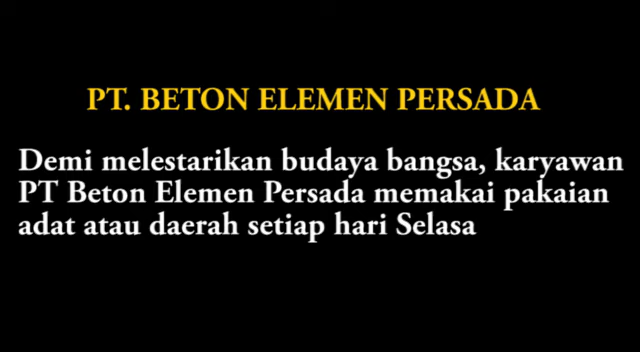 PT. BETON ELEMEN PERSADA
Demi melestarikan budaya bangsa, karyawan
PT Beton Elemen Persada memakai pakaian
adat atau daerah setiap hari Selasa